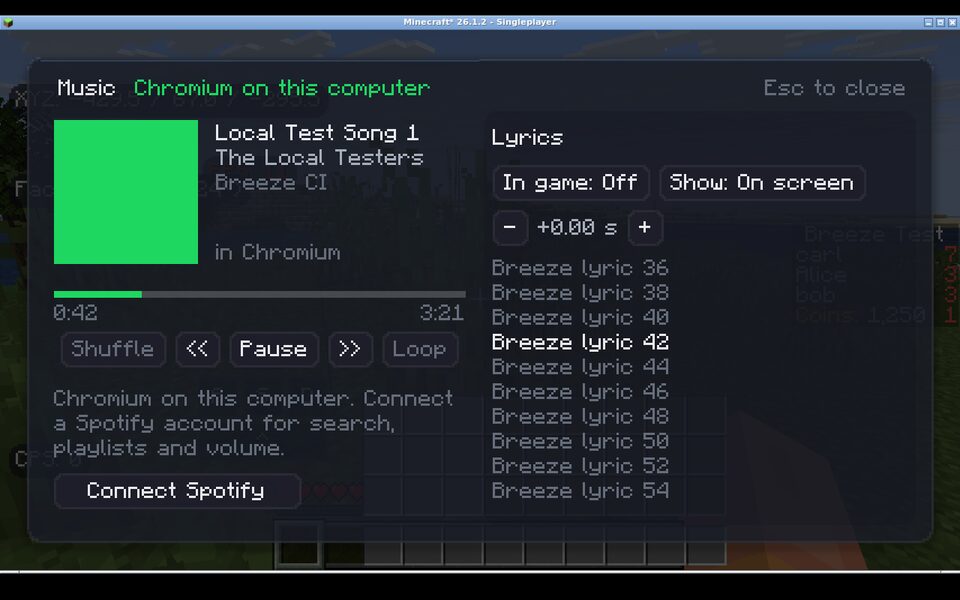 Minecraft* 26.1.2 - Singleplayer
Music Chromium on this computer
Esc to close
Local Test Song 1
The Local Testers
Breeze CI
in Chromium
0:42 3:21
Shuffle << Pause >> Loop
Chromium on this computer. Connect
a Spotify account for search,
playlists and volume.
Connect Spotify
Lyrics
In game: Off Show: On screen
- +0.00 s +
Breeze lyric 36
Breeze lyric 38
Breeze lyric 40
Breeze lyric 42
Breeze lyric 44
Breeze lyric 46
Breeze lyric 48
Breeze lyric 50
Breeze lyric 52
Breeze lyric 54
Breeze Test
carl 7
Alice 3
bob 3
Coins: 1,250 1